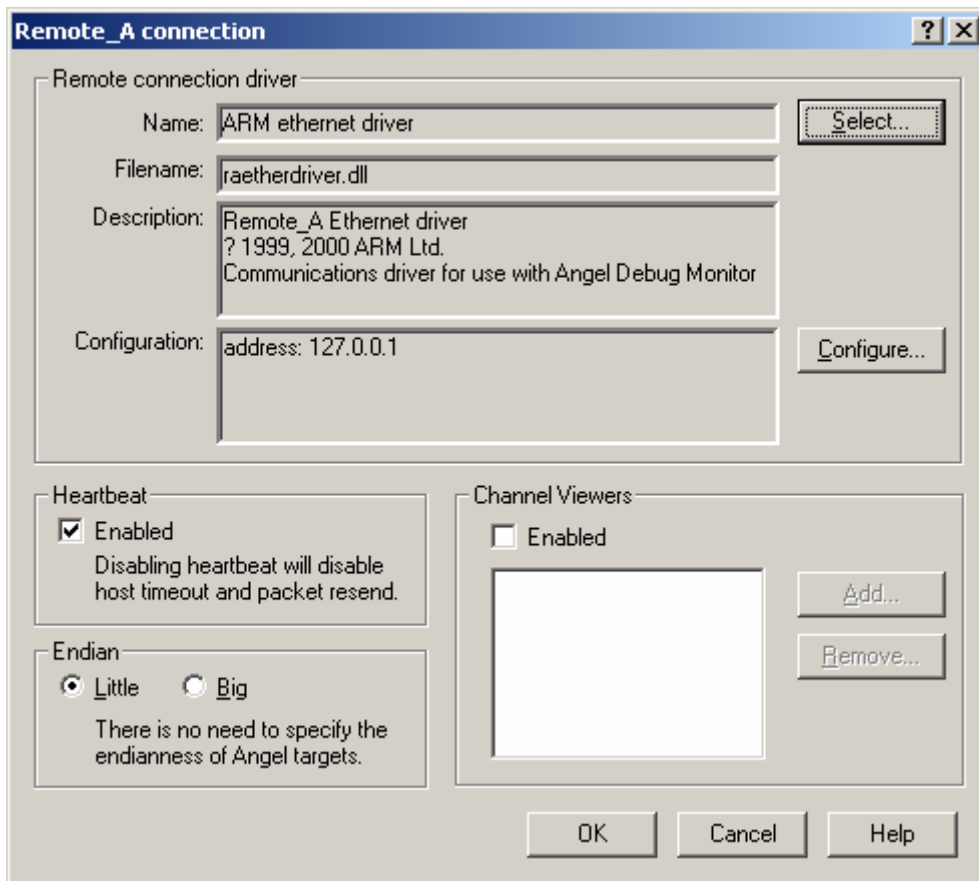 Remote_A connection
Remote connection driver
Name: ARM ethernet driver
Select...
Filename: raetherdriver.dll
Description: Remote_A Ethernet driver
? 1999, 2000 ARM Ltd.
Communications driver for use with Angel Debug Monitor
Configuration: address: 127.0.0.1
Configure...
Heartbeat
Enabled
Disabling heartbeat will disable
host timeout and packet resend.
Endian
Little Big
There is no need to specify the
endianness of Angel targets.
Channel Viewers
Enabled
Add...
Remove...
OK Cancel Help